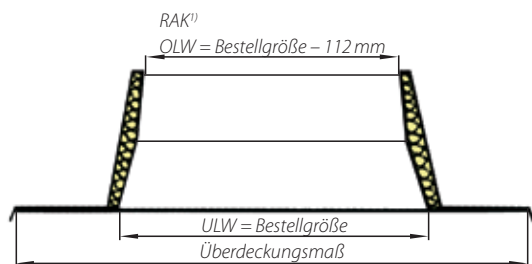 RAK¹⁾
OLW = Bestellgröße – 112 mm
ULW = Bestellgröße
Überdeckungsmaß